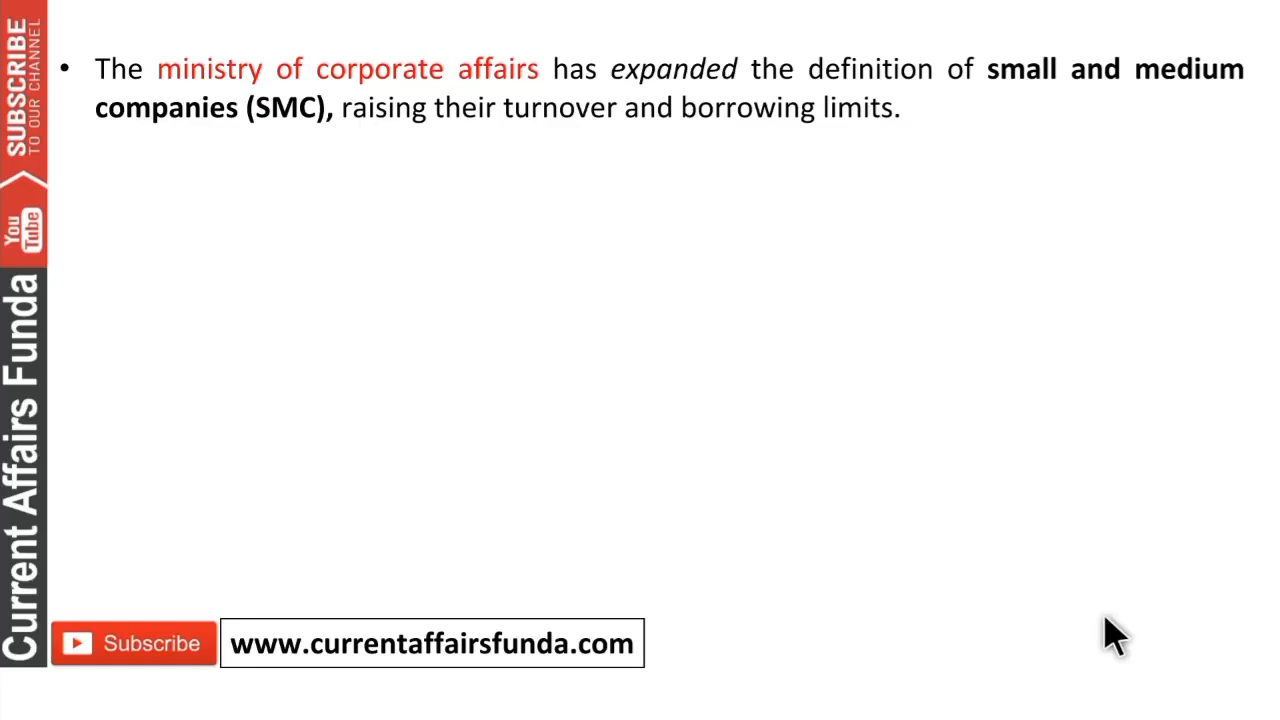 • The ministry of corporate affairs has expanded the definition of small and medium
companies (SMC), raising their turnover and borrowing limits.
SUBSCRIBE
TO OUR CHANNEL
You
Tube
Current Affairs Funda
Subscribe
www.currentaffairsfunda.com